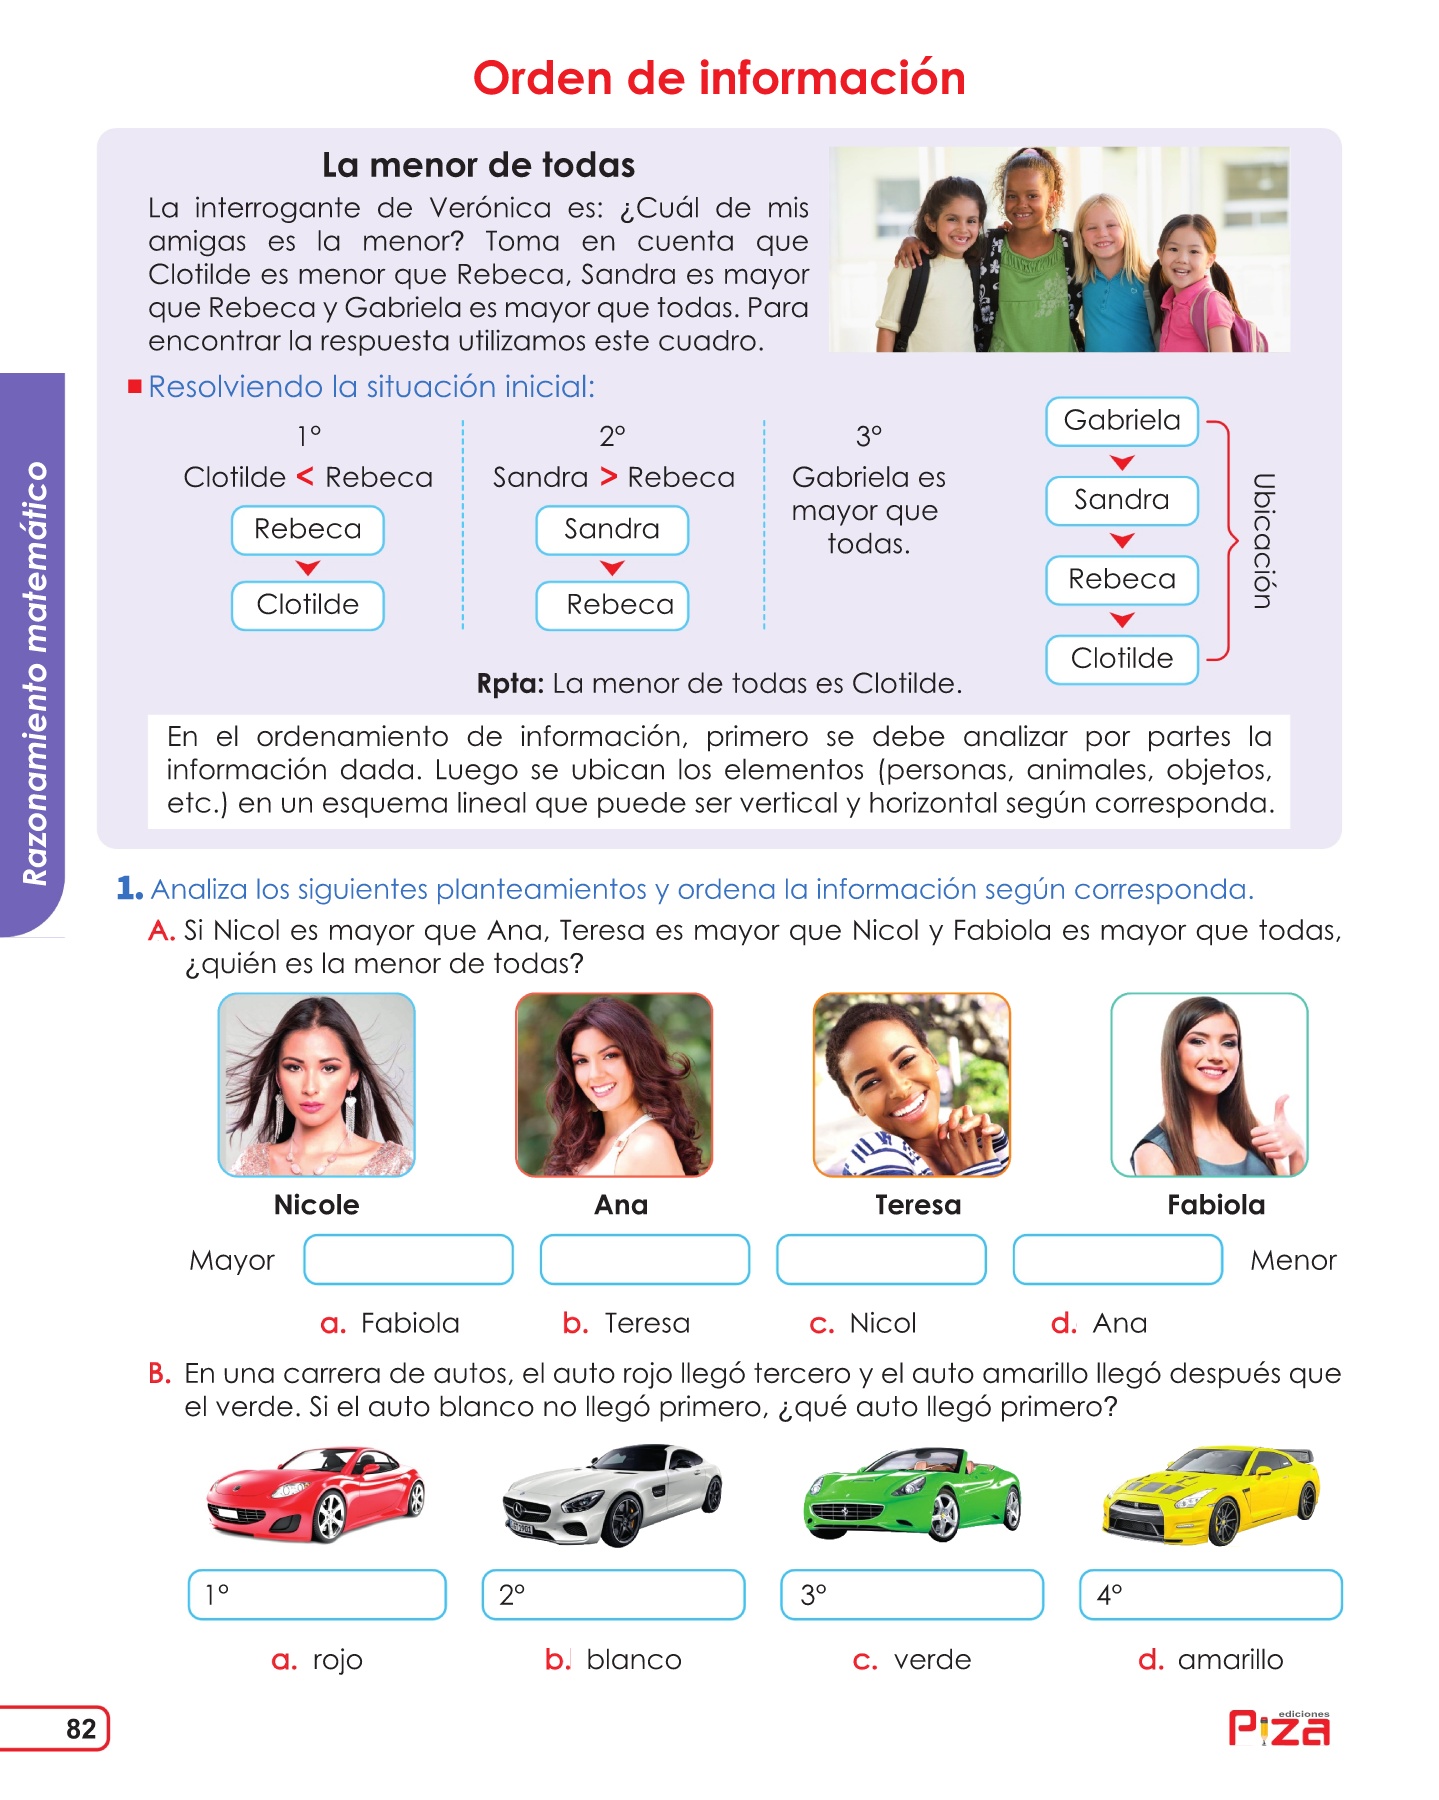 Orden de información
La menor de todas
La interrogante de Verónica es: ¿Cuál de mis
amigas es la menor? Toma en cuenta que
Clotilde es menor que Rebeca, Sandra es mayor
que Rebeca y Gabriela es mayor que todas. Para
encontrar la respuesta utilizamos este cuadro.
Resolviendo la situación inicial:
1°
Clotilde < Rebeca
Rebeca
Clotilde
2°
Sandra > Rebeca
Sandra
Rebeca
3°
Gabriela es
mayor que
todas.
Gabriela
Sandra
Rebeca
Clotilde
Ubicación
Rpta: La menor de todas es Clotilde.
En el ordenamiento de información, primero se debe analizar por partes la
información dada. Luego se ubican los elementos (personas, animales, objetos,
etc.) en un esquema lineal que puede ser vertical y horizontal según corresponda.
Razonamiento matemático
1. Analiza los siguientes planteamientos y ordena la información según corresponda.
A. Si Nicol es mayor que Ana, Teresa es mayor que Nicol y Fabiola es mayor que todas,
¿quién es la menor de todas?
Nicole Ana Teresa Fabiola
Mayor Menor
a. Fabiola b. Teresa c. Nicol d. Ana
B. En una carrera de autos, el auto rojo llegó tercero y el auto amarillo llegó después que
el verde. Si el auto blanco no llegó primero, ¿qué auto llegó primero?
1° 2° 3° 4°
a. rojo b. blanco c. verde d. amarillo
82
ediciones
Piza